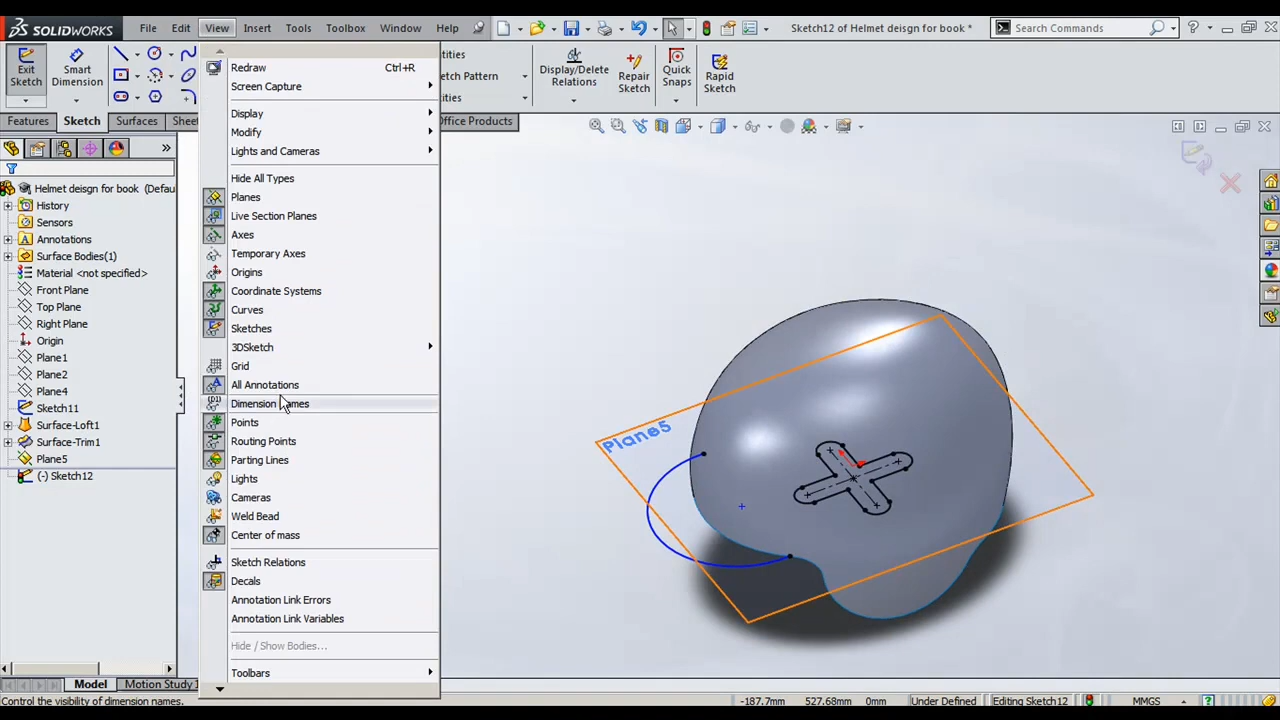 SOLIDWORKS File Edit View Insert Tools Toolbox Window Help Sketch12 of Helmet deisgn for book * Search Commands
Exit Sketch
Smart Dimension
ntities
etch Pattern
tities
Display/Delete Relations
Repair Sketch
Quick Snaps
Rapid Sketch
Features Sketch Surfaces Shee Office Products
Helmet deisgn for book (Defau
History
Sensors
Annotations
Surface Bodies(1)
Material <not specified>
Front Plane
Top Plane
Right Plane
Origin
Plane1
Plane2
Plane4
Sketch11
Surface-Loft1
Surface-Trim1
Plane5
(-) Sketch12
Redraw Ctrl+R
Screen Capture
Display
Modify
Lights and Cameras
Hide All Types
Planes
Live Section Planes
Axes
Temporary Axes
Origins
Coordinate Systems
Curves
Sketches
3DSketch
Grid
All Annotations
Dimension Names
Points
Routing Points
Parting Lines
Lights
Cameras
Weld Bead
Center of mass
Sketch Relations
Decals
Annotation Link Errors
Annotation Link Variables
Hide / Show Bodies...
Toolbars
Plane5
Model Motion Study 1
Control the visibility of dimension names. -187.7mm 527.68mm 0mm Under Defined Editing Sketch12 MMGS